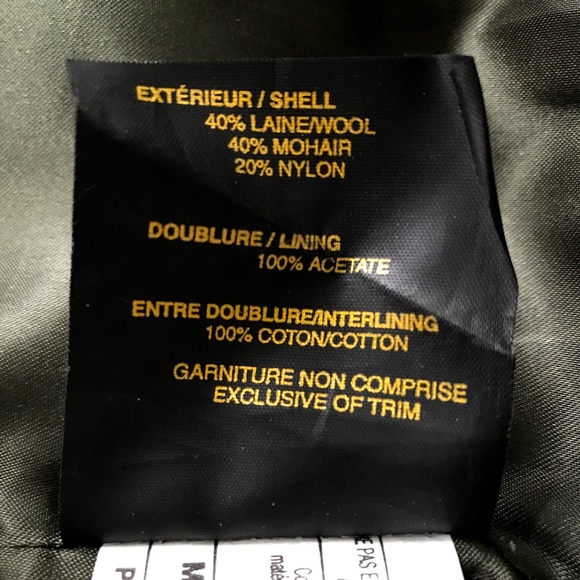 EXTÉRIEUR / SHELL
40% LAINE/WOOL
40% MOHAIR
20% NYLON
DOUBLURE / LINING
100% ACETATE
ENTRE DOUBLURE/INTERLINING
100% COTON/COTTON
GARNITURE NON COMPRISE
EXCLUSIVE OF TRIM
PAS E